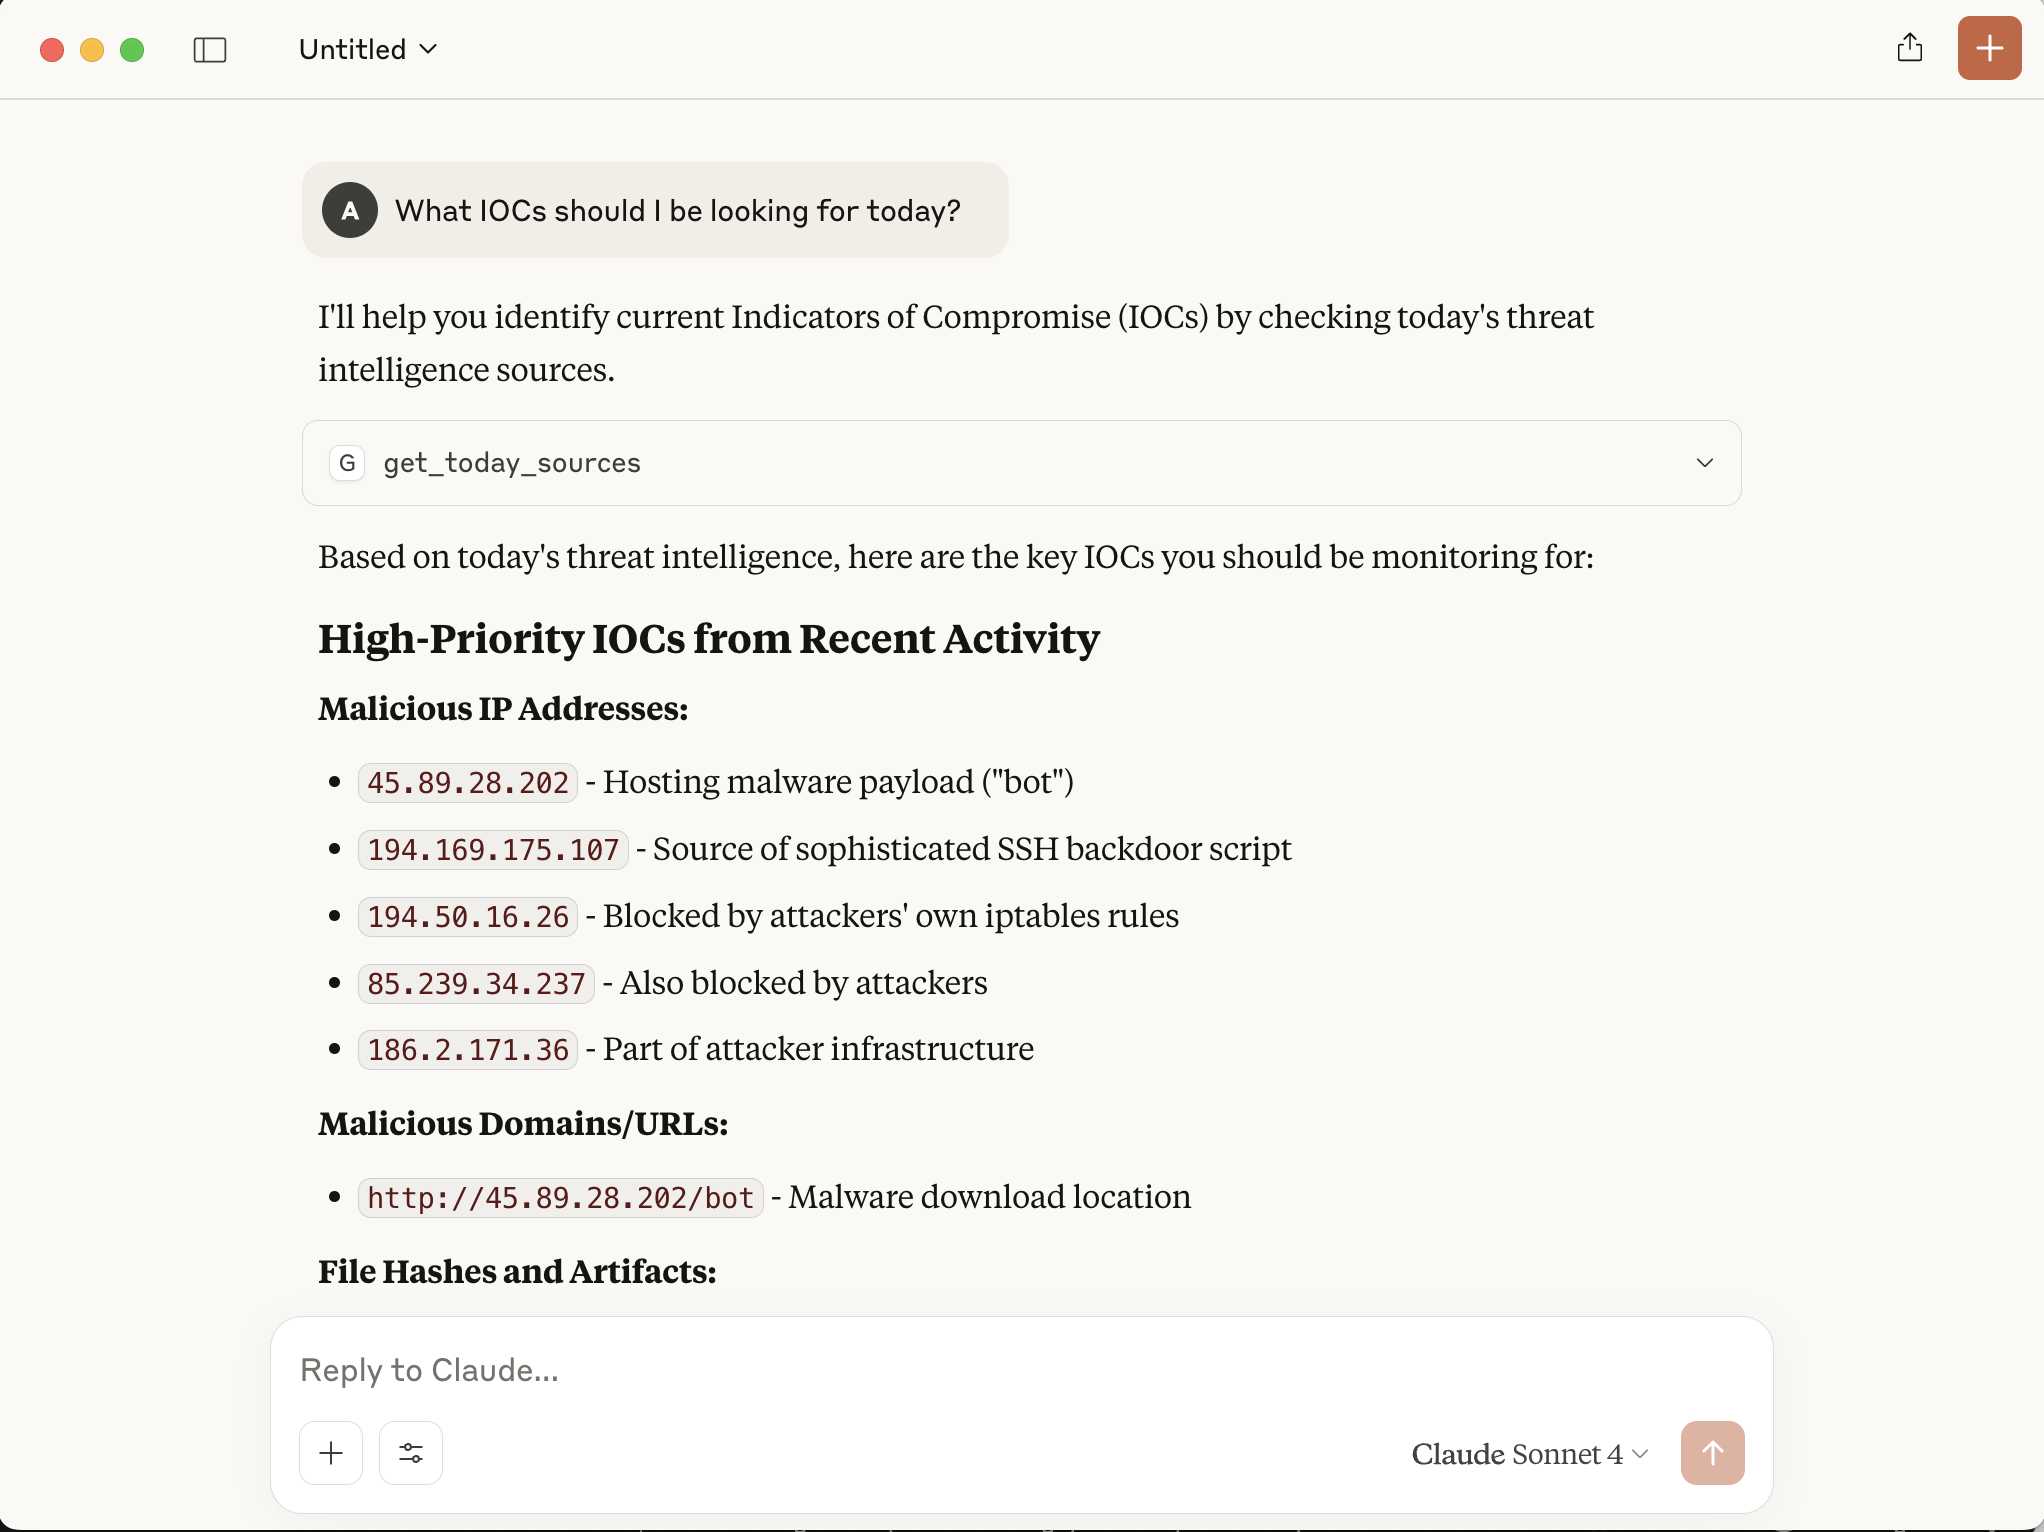 Untitled
A What IOCs should I be looking for today?
I'll help you identify current Indicators of Compromise (IOCs) by checking today's threat
intelligence sources.
G get_today_sources
Based on today's threat intelligence, here are the key IOCs you should be monitoring for:
High-Priority IOCs from Recent Activity
Malicious IP Addresses:
• 45.89.28.202 - Hosting malware payload ("bot")
• 194.169.175.107 - Source of sophisticated SSH backdoor script
• 194.50.16.26 - Blocked by attackers' own iptables rules
• 85.239.34.237 - Also blocked by attackers
• 186.2.171.36 - Part of attacker infrastructure
Malicious Domains/URLs:
• http://45.89.28.202/bot - Malware download location
File Hashes and Artifacts:
Reply to Claude...
Claude Sonnet 4